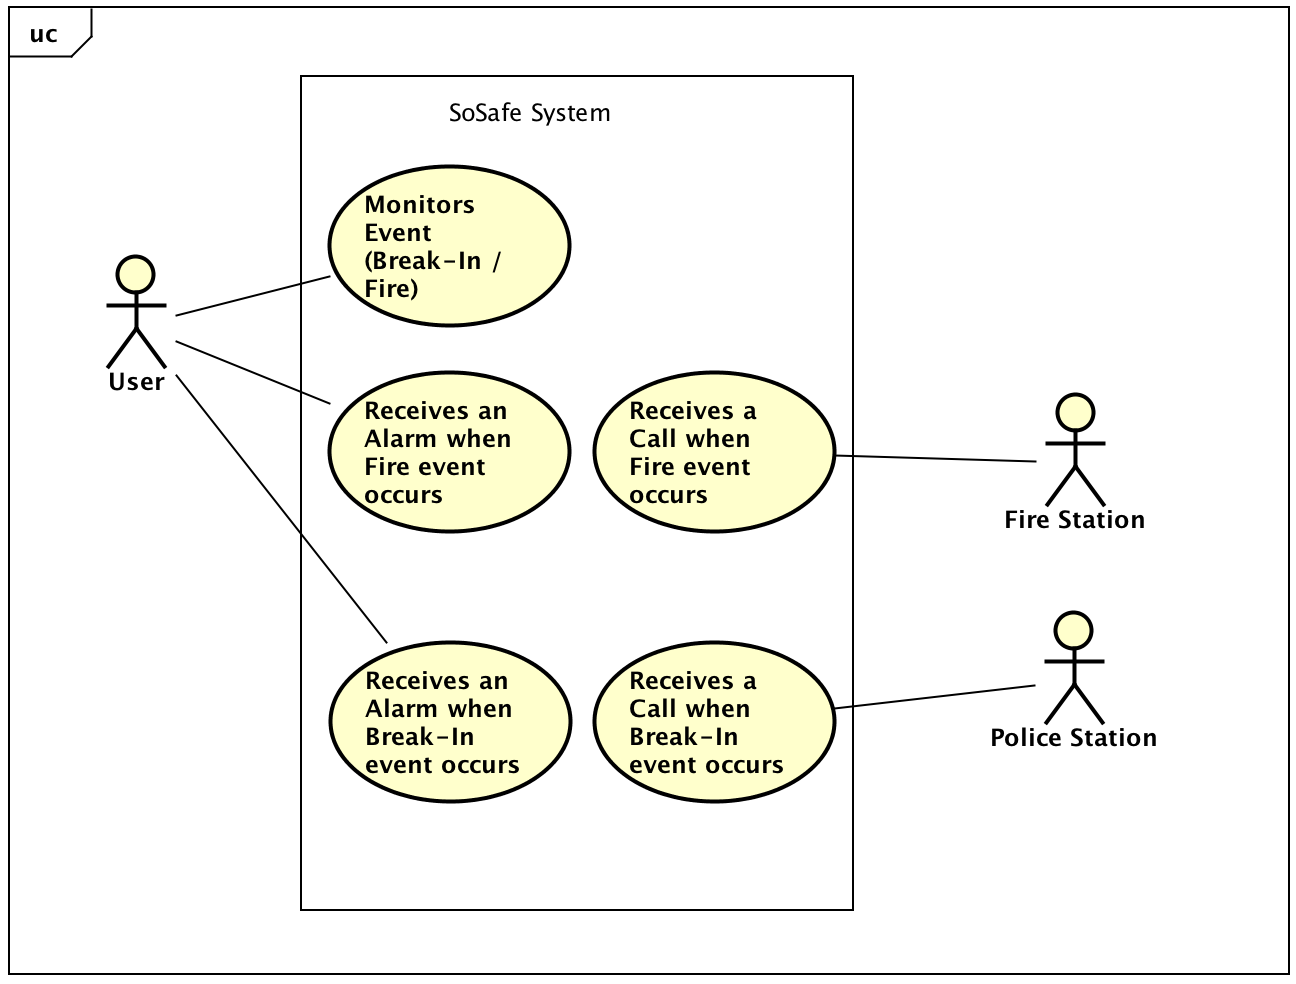 uc
SoSafe System
Monitors
Event
(Break-In /
Fire)
User
Receives an
Alarm when
Fire event
occurs
Receives a
Call when
Fire event
occurs
Fire Station
Receives an
Alarm when
Break-In
event occurs
Receives a
Call when
Break-In
event occurs
Police Station